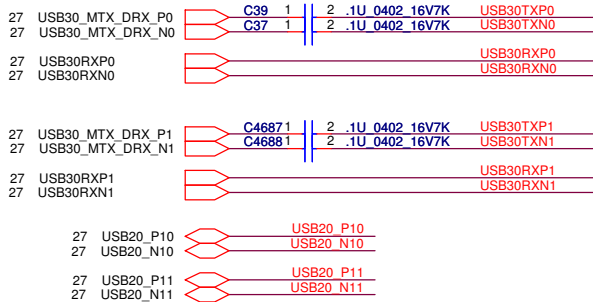 27 USB30_MTX_DRX_P0 C39 1 2 .1U_0402_16V7K USB30TXP0
27 USB30_MTX_DRX_N0 C37 1 2 .1U_0402_16V7K USB30TXN0
27 USB30RXP0 USB30RXP0
27 USB30RXN0 USB30RXN0
27 USB30_MTX_DRX_P1 C4687 1 2 .1U_0402_16V7K USB30TXP1
27 USB30_MTX_DRX_N1 C4688 1 2 .1U_0402_16V7K USB30TXN1
27 USB30RXP1 USB30RXP1
27 USB30RXN1 USB30RXN1
27 USB20_P10 USB20_P10
27 USB20_N10 USB20_N10
27 USB20_P11 USB20_P11
27 USB20_N11 USB20_N11